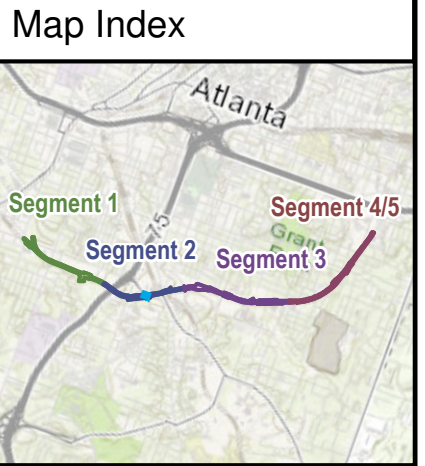 Map Index
Atlanta
Segment 1
Segment 4/5
75
Segment 2
Grant
Segment 3